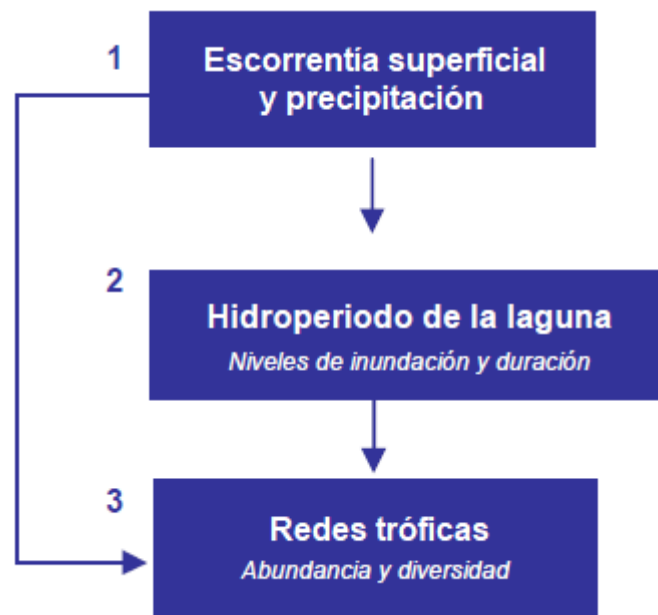 1
Escorrentía superficial
y precipitación
2
Hidroperiodo de la laguna
Niveles de inundación y duración
3
Redes tróficas
Abundancia y diversidad